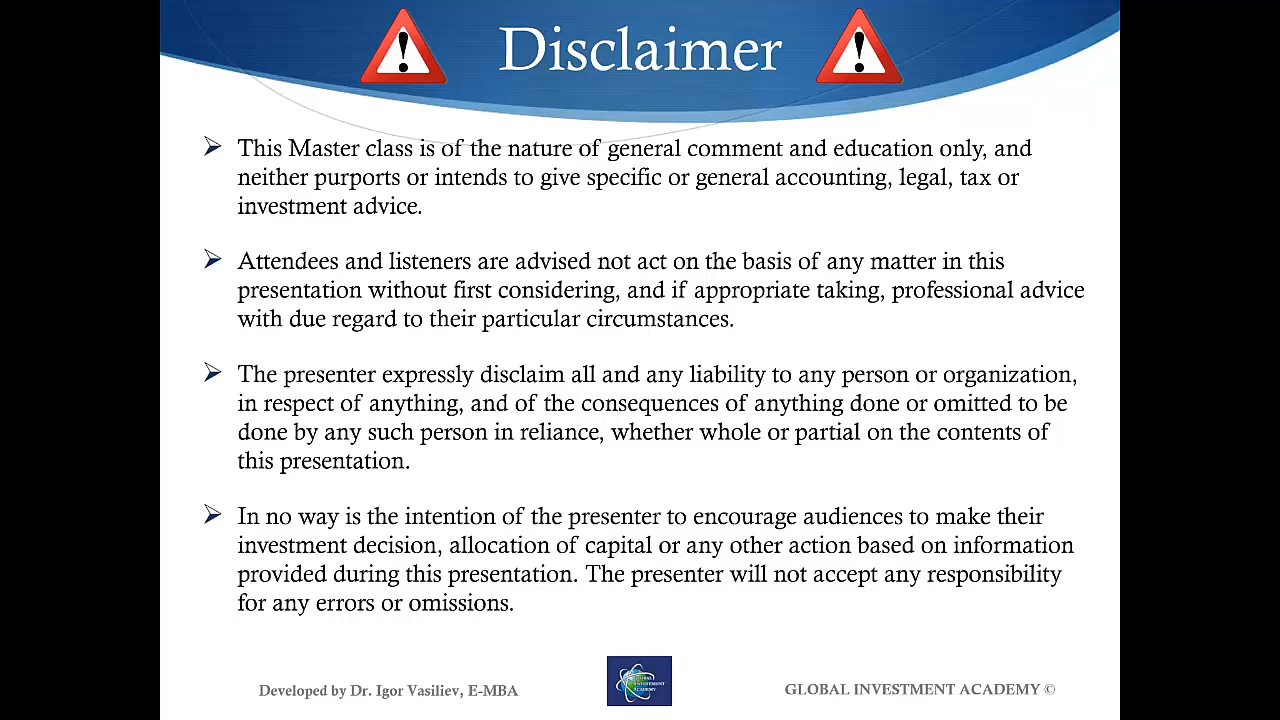 Disclaimer
This Master class is of the nature of general comment and education only, and
neither purports or intends to give specific or general accounting, legal, tax or
investment advice.
Attendees and listeners are advised not act on the basis of any matter in this
presentation without first considering, and if appropriate taking, professional advice
with due regard to their particular circumstances.
The presenter expressly disclaim all and any liability to any person or organization,
in respect of anything, and of the consequences of anything done or omitted to be
done by any such person in reliance, whether whole or partial on the contents of
this presentation.
In no way is the intention of the presenter to encourage audiences to make their
investment decision, allocation of capital or any other action based on information
provided during this presentation. The presenter will not accept any responsibility
for any errors or omissions.
Developed by Dr. Igor Vasiliev, E-MBA
GLOBAL
INVESTMENT
ACADEMY
GLOBAL INVESTMENT ACADEMY ©